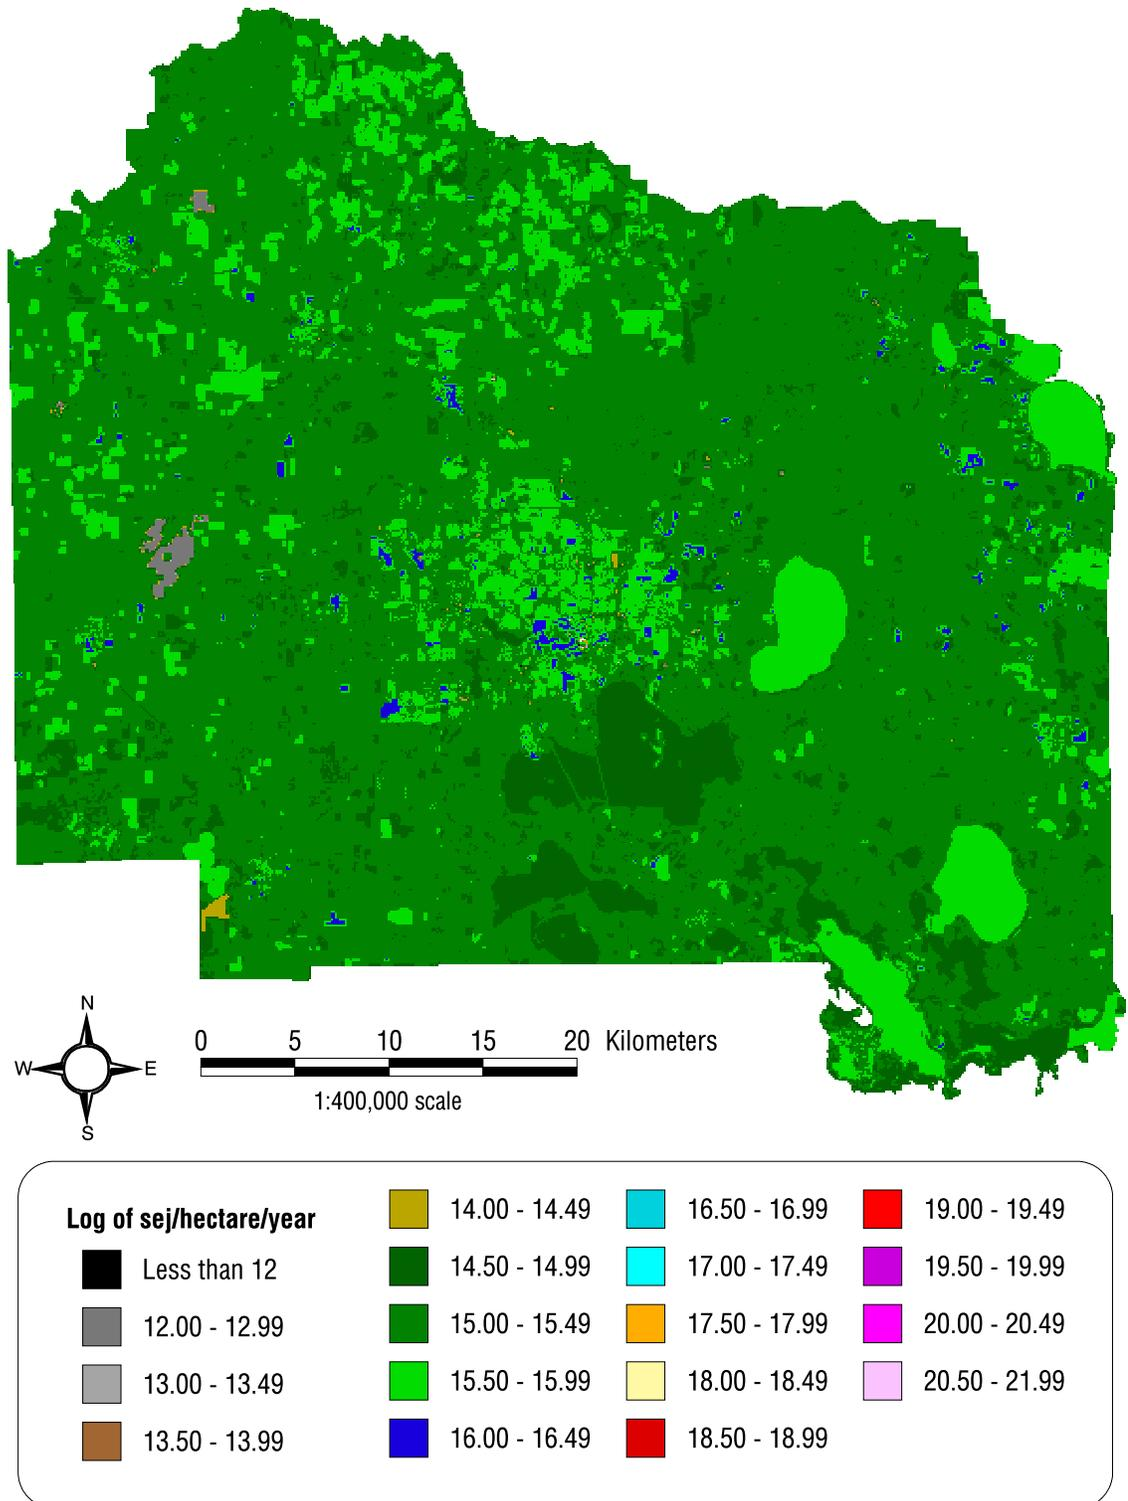 N
W E
S
0 5 10 15 20 Kilometers
1:400,000 scale
Log of sej/hectare/year
Less than 12
12.00 - 12.99
13.00 - 13.49
13.50 - 13.99
14.00 - 14.49
14.50 - 14.99
15.00 - 15.49
15.50 - 15.99
16.00 - 16.49
16.50 - 16.99
17.00 - 17.49
17.50 - 17.99
18.00 - 18.49
18.50 - 18.99
19.00 - 19.49
19.50 - 19.99
20.00 - 20.49
20.50 - 21.99